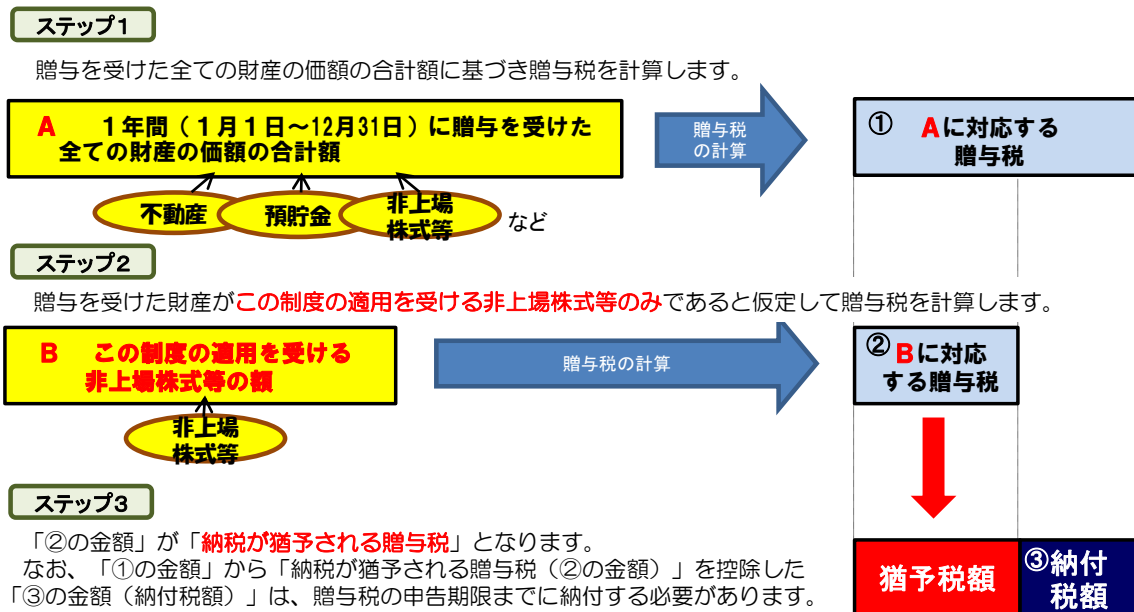 ステップ1
贈与を受けた全ての財産の価額の合計額に基づき贈与税を計算します。
A　1年間（1月1日～12月31日）に贈与を受けた
全ての財産の価額の合計額
贈与税
の計算
① Aに対応する
贈与税
不動産
預貯金
非上場
株式等
など
ステップ2
贈与を受けた財産がこの制度の適用を受ける非上場株式等のみであると仮定して贈与税を計算します。
B　この制度の適用を受ける
非上場株式等の額
贈与税の計算
② Bに対応
する贈与税
非上場
株式等
ステップ3
「②の金額」が「納税が猶予される贈与税」となります。
なお、「①の金額」から「納税が猶予される贈与税（②の金額）」を控除した
「③の金額（納付税額）」は、贈与税の申告期限までに納付する必要があります。
猶予税額
③納付
税額